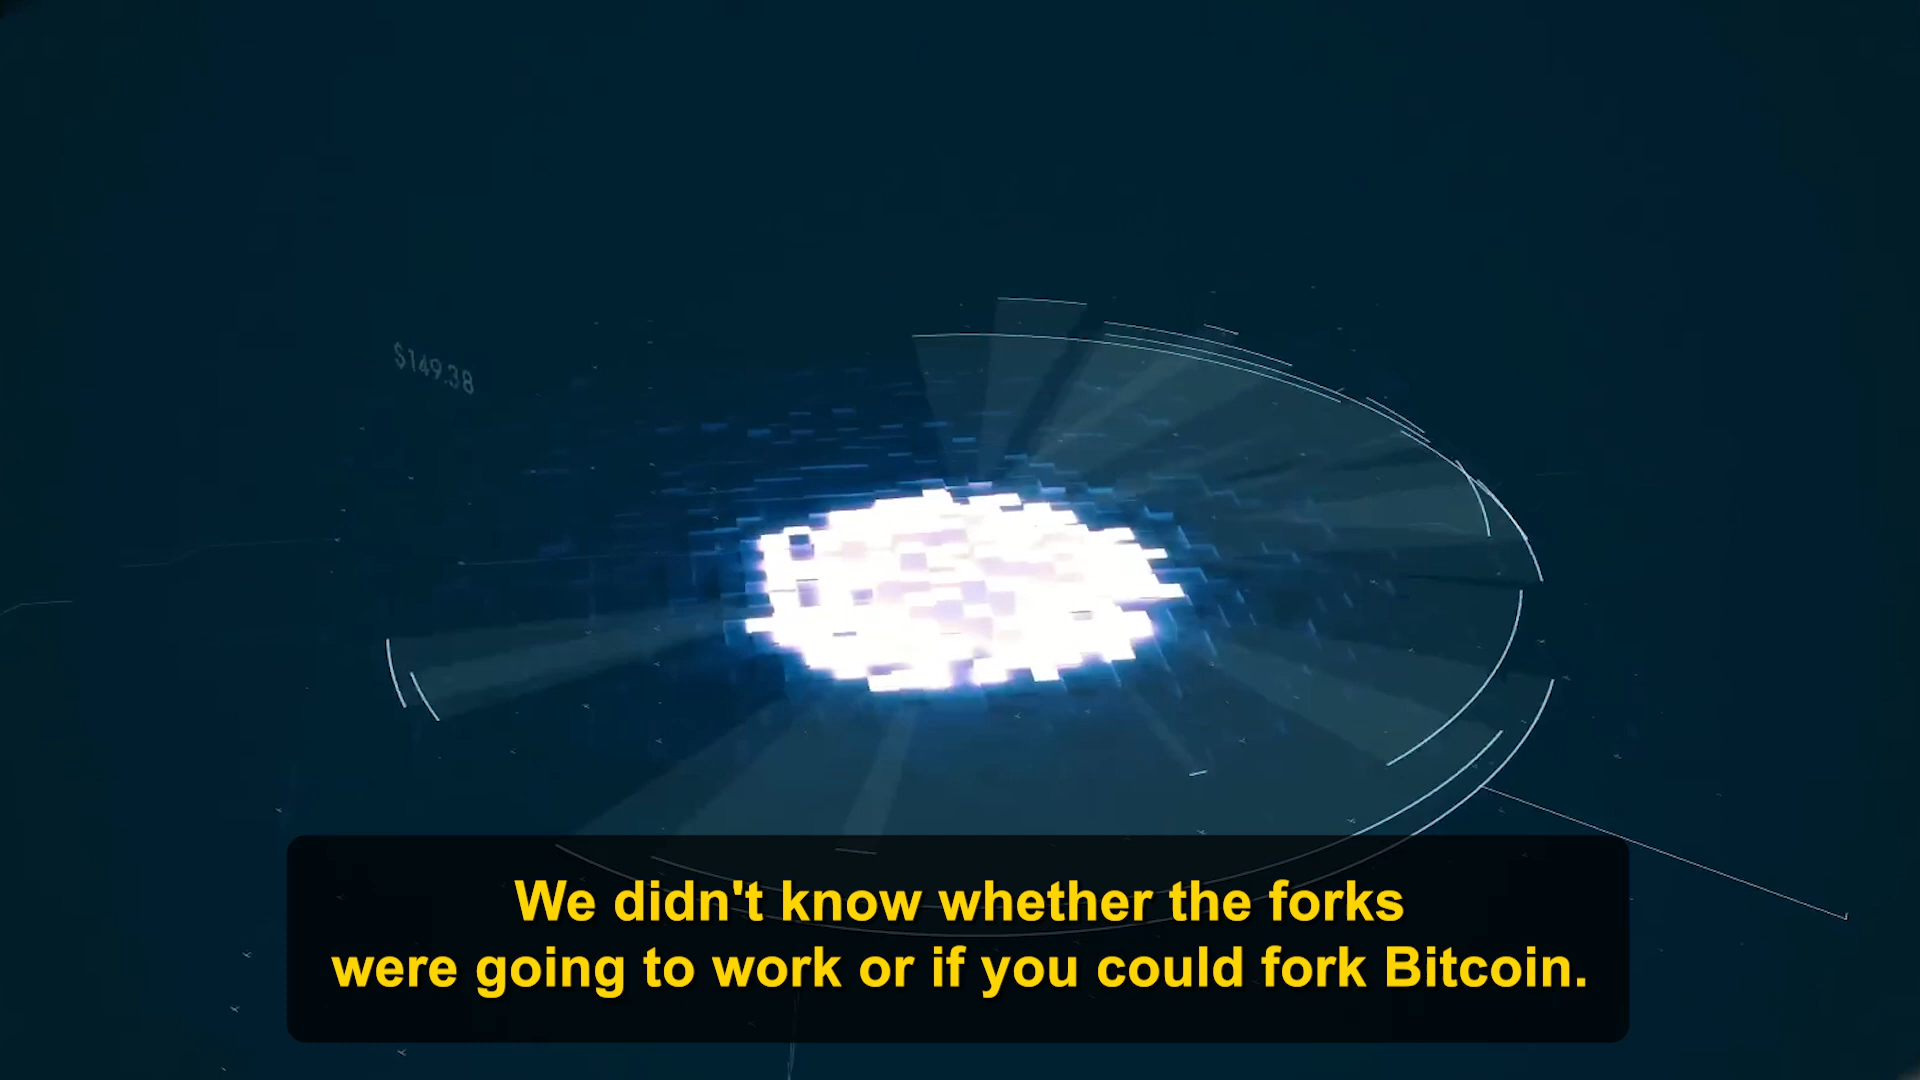 $149.38
We didn't know whether the forks
were going to work or if you could fork Bitcoin.